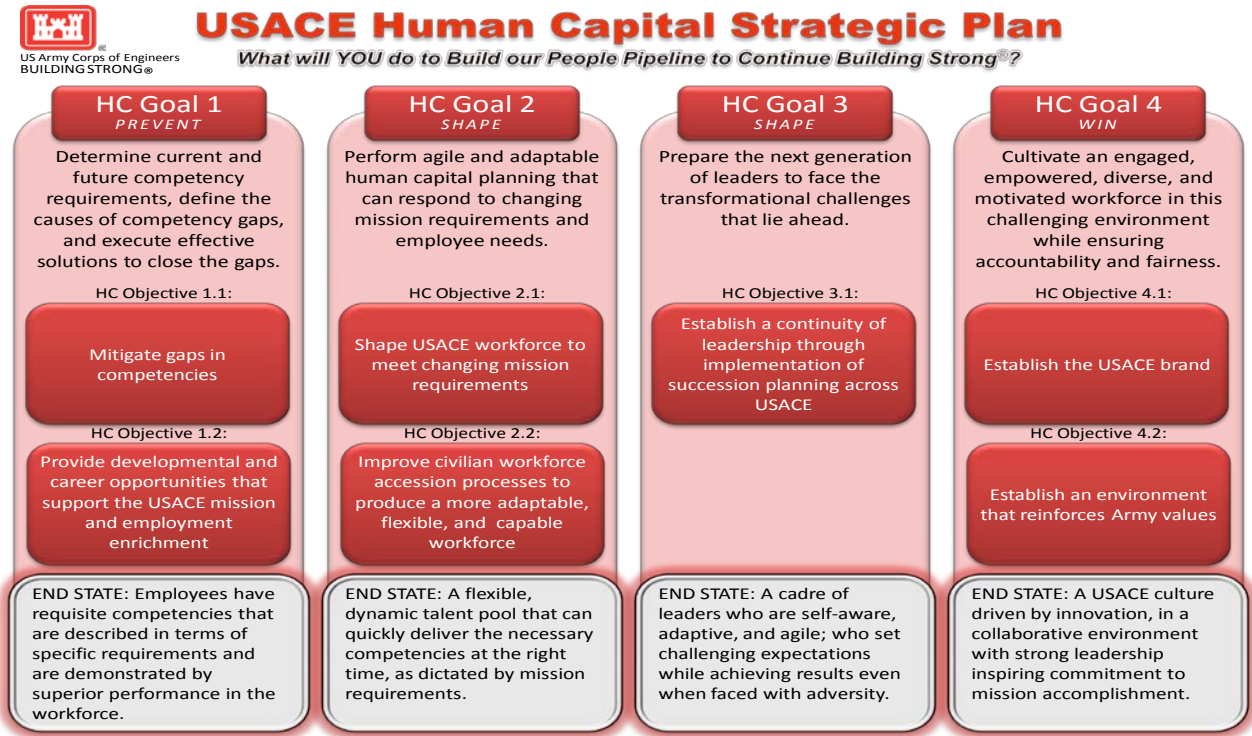 US Army Corps of Engineers
BUILDING STRONG®
USACE Human Capital Strategic Plan
What will YOU do to Build our People Pipeline to Continue Building Strong®?
HC Goal 1
PREVENT
Determine current and
future competency
requirements, define the
causes of competency gaps,
and execute effective
solutions to close the gaps.
HC Objective 1.1:
Mitigate gaps in
competencies
HC Objective 1.2:
Provide developmental and
career opportunities that
support the USACE mission
and employment
enrichment
END STATE: Employees have
requisite competencies that
are described in terms of
specific requirements and
are demonstrated by
superior performance in the
workforce.
HC Goal 2
SHAPE
Perform agile and adaptable
human capital planning that
can respond to changing
mission requirements and
employee needs.
HC Objective 2.1:
Shape USACE workforce to
meet changing mission
requirements
HC Objective 2.2:
Improve civilian workforce
accession processes to
produce a more adaptable,
flexible, and capable
workforce
END STATE: A flexible,
dynamic talent pool that can
quickly deliver the necessary
competencies at the right
time, as dictated by mission
requirements.
HC Goal 3
SHAPE
Prepare the next generation
of leaders to face the
transformational challenges
that lie ahead.
HC Objective 3.1:
Establish a continuity of
leadership through
implementation of
succession planning across
USACE
END STATE: A cadre of
leaders who are self-aware,
adaptive, and agile; who set
challenging expectations
while achieving results even
when faced with adversity.
HC Goal 4
WIN
Cultivate an engaged,
empowered, diverse, and
motivated workforce in this
challenging environment
while ensuring
accountability and fairness.
HC Objective 4.1:
Establish the USACE brand
HC Objective 4.2:
Establish an environment
that reinforces Army values
END STATE: A USACE culture
driven by innovation, in a
collaborative environment
with strong leadership
inspiring commitment to
mission accomplishment.